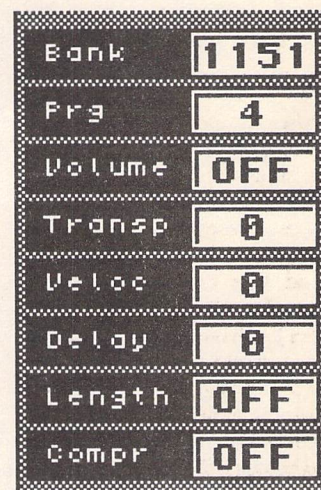 Bank 1151
Prg 4
Volume OFF
Transp 0
Veloc 0
Delay 0
Length OFF
Compr OFF